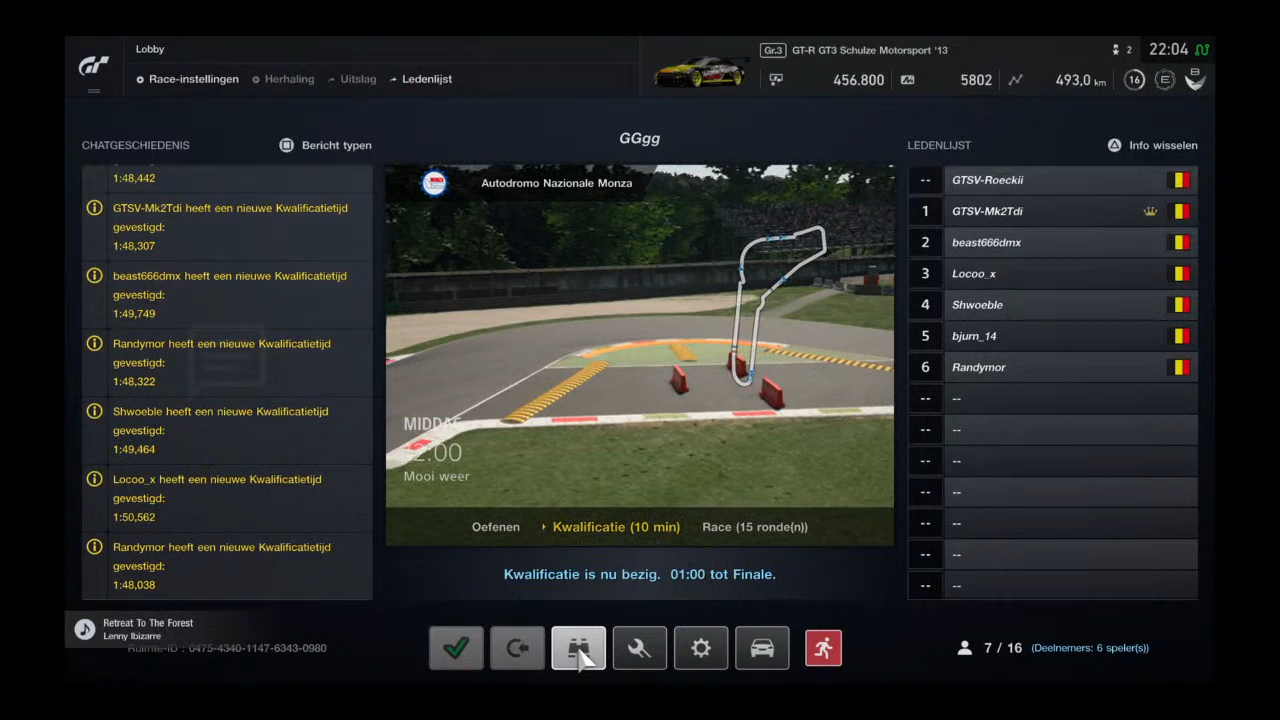 Lobby
Gr.3 GT-R GT3 Schulze Motorsport '13
2 22:04
Race-instellingen Herhaling Uitslag Ledenlijst
456.800 5802 493,0 km 16 E B
CHATGESCHIEDENIS Bericht typen
GGgg
LEDENLIJST Info wisselen
1:48,442
GTSV-Mk2Tdi heeft een nieuwe Kwalificatietijd
gevestigd:
1:48,307
beast666dmx heeft een nieuwe Kwalificatietijd
gevestigd:
1:49,749
Randymor heeft een nieuwe Kwalificatietijd
gevestigd:
1:48,322
Shwoeble heeft een nieuwe Kwalificatietijd
gevestigd:
1:49,464
Locoo_x heeft een nieuwe Kwalificatietijd
gevestigd:
1:50,562
Randymor heeft een nieuwe Kwalificatietijd
gevestigd:
1:48,038
Autodromo Nazionale Monza
MIDDAG
12:00
Mooi weer
Oefenen Kwalificatie (10 min) Race (15 ronde(n))
Kwalificatie is nu bezig. 01:00 tot Finale.
-- GTSV-Roeckii
1 GTSV-Mk2Tdi
2 beast666dmx
3 Locoo_x
4 Shwoeble
5 bjurn_14
6 Randymor
-- --
-- --
-- --
-- --
-- --
-- --
-- --
Retreat To The Forest
Lenny Ibizarre
Ruimte-ID : 0475-4340-1147-6343-0980
7 / 16 (Deelnemers: 6 speler(s))